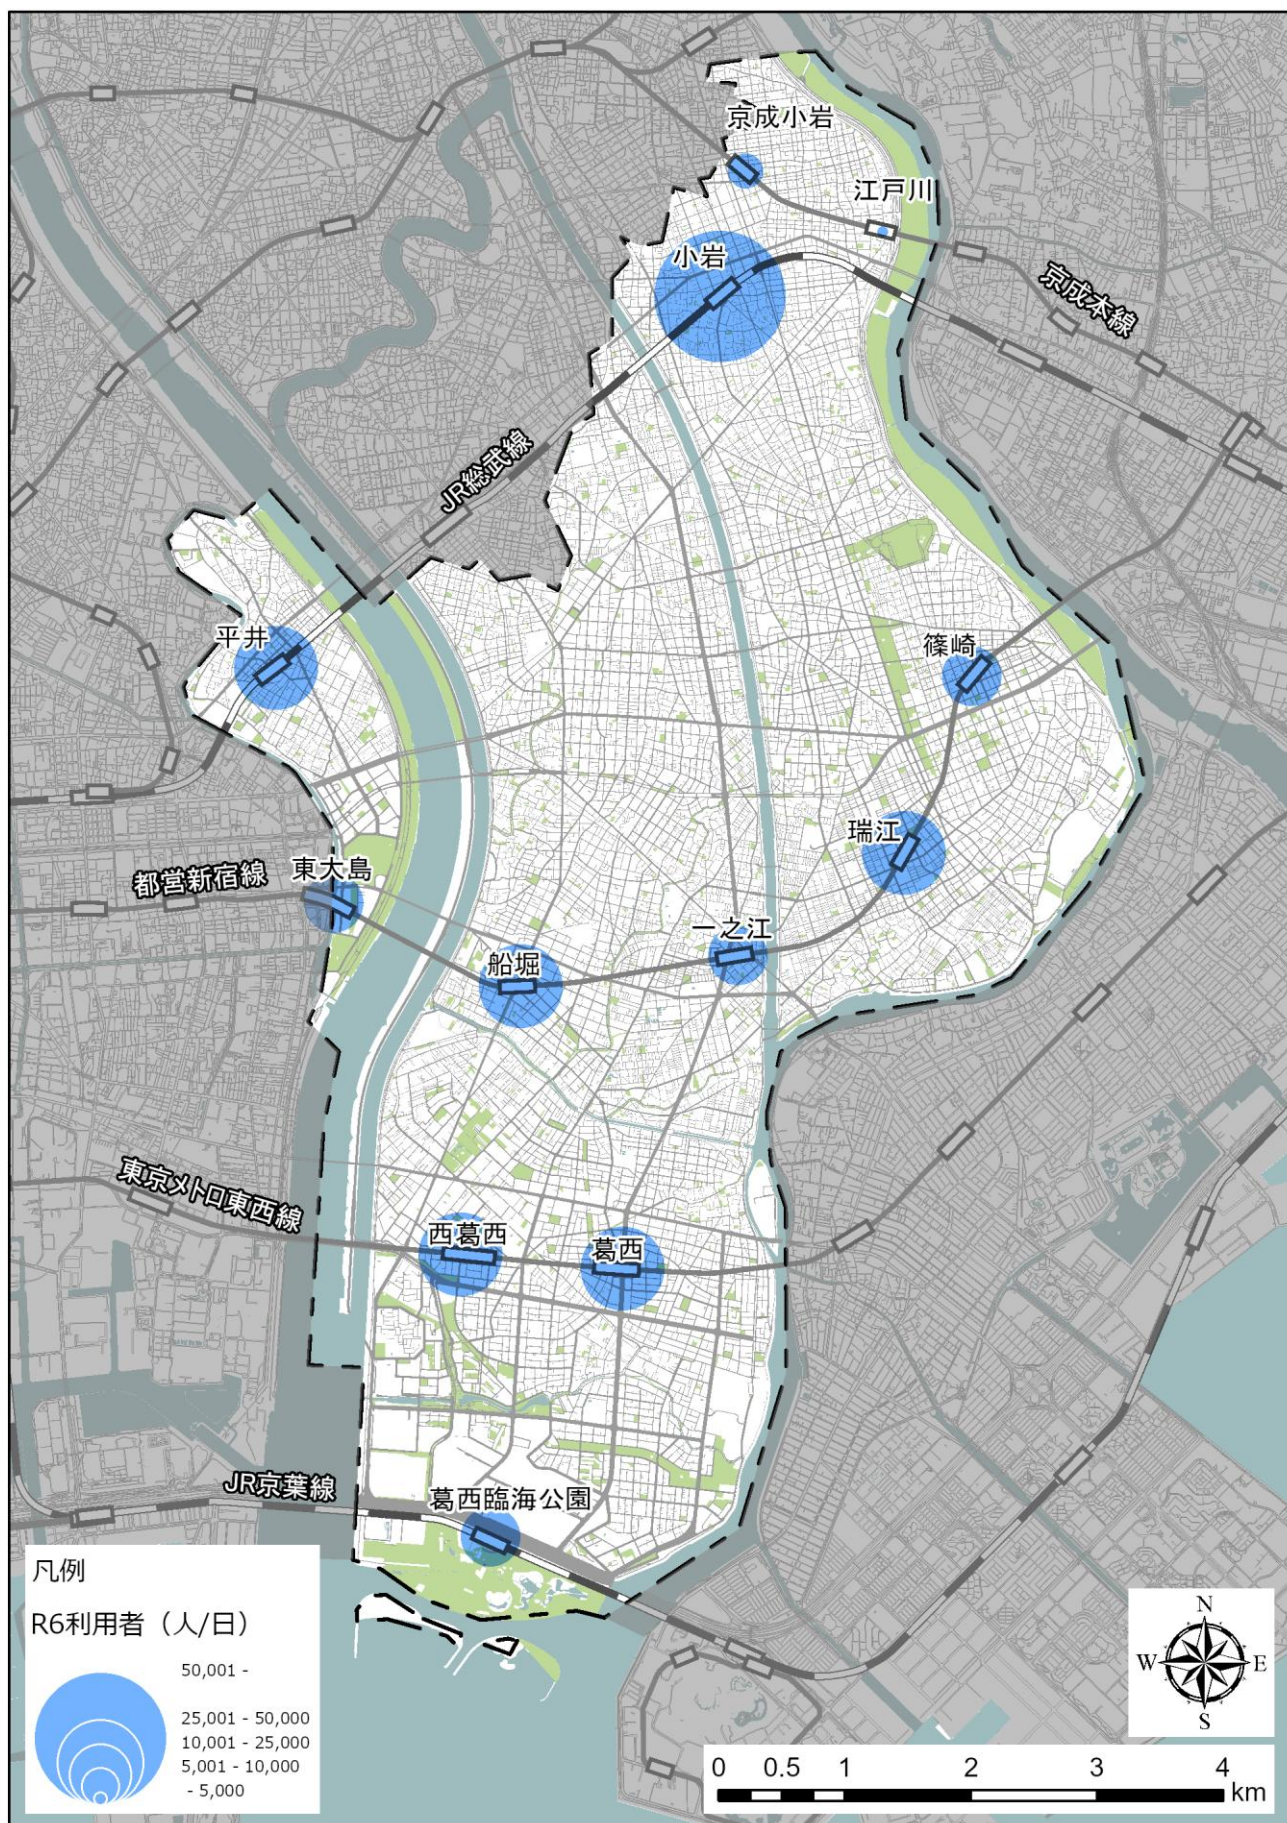 京成小岩
江戸川
小岩
京成本線
JR総武線
平井
篠崎
瑞江
東大島
都営新宿線
一之江
船堀
東京メトロ東西線
西葛西
葛西
JR京葉線
葛西臨海公園
凡例
R6利用者（人/日）
50,001 -
25,001 - 50,000
10,001 - 25,000
5,001 - 10,000
- 5,000
N
W
E
S
0 0.5 1 2 3 4
km